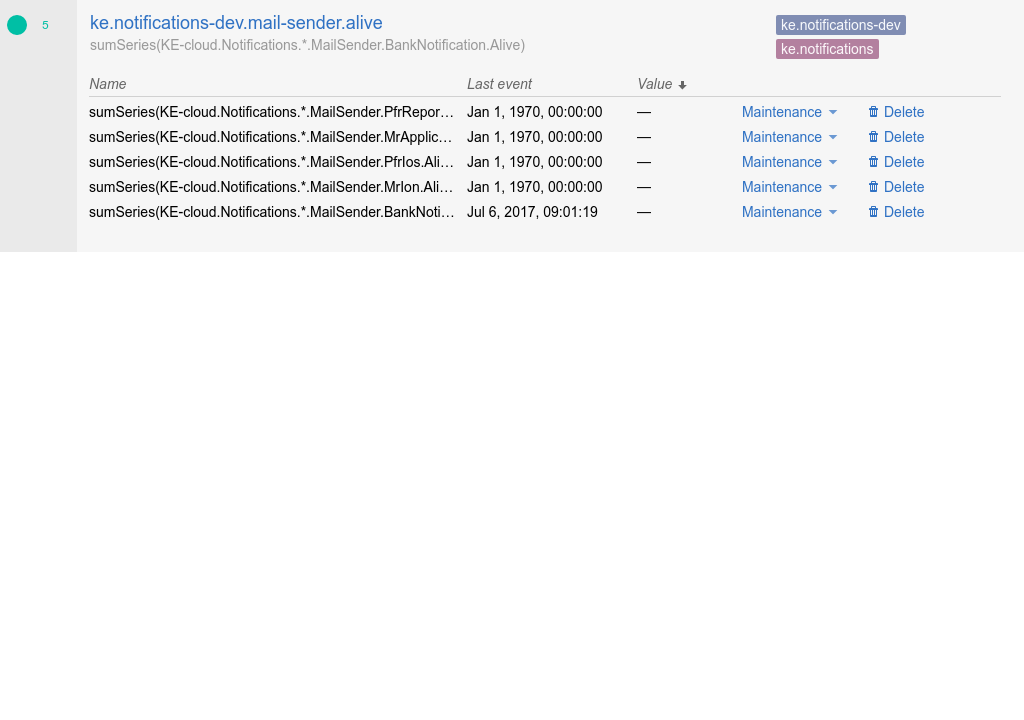 5
ke.notifications-dev.mail-sender.alive
ke.notifications-dev
sumSeries(KE-cloud.Notifications.*.MailSender.BankNotification.Alive)
ke.notifications
Name Last event Value
sumSeries(KE-cloud.Notifications.*.MailSender.PfrRepor… Jan 1, 1970, 00:00:00 — Maintenance Delete
sumSeries(KE-cloud.Notifications.*.MailSender.MrApplic… Jan 1, 1970, 00:00:00 — Maintenance Delete
sumSeries(KE-cloud.Notifications.*.MailSender.PfrIos.Ali… Jan 1, 1970, 00:00:00 — Maintenance Delete
sumSeries(KE-cloud.Notifications.*.MailSender.MrIon.Ali… Jan 1, 1970, 00:00:00 — Maintenance Delete
sumSeries(KE-cloud.Notifications.*.MailSender.BankNoti… Jul 6, 2017, 09:01:19 — Maintenance Delete